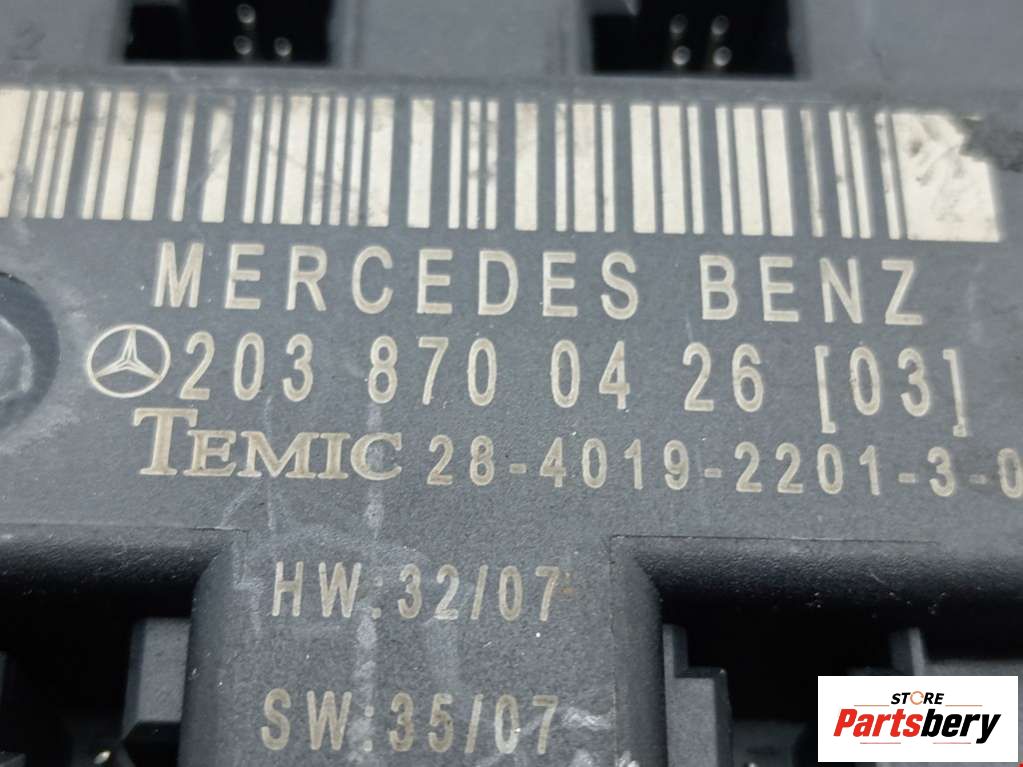 MERCEDES BENZ
203 870 04 26 [03]
TEMIC 28-4019-2201-3-0
HW:32/07
SW:35/07
STORE
Partsbery